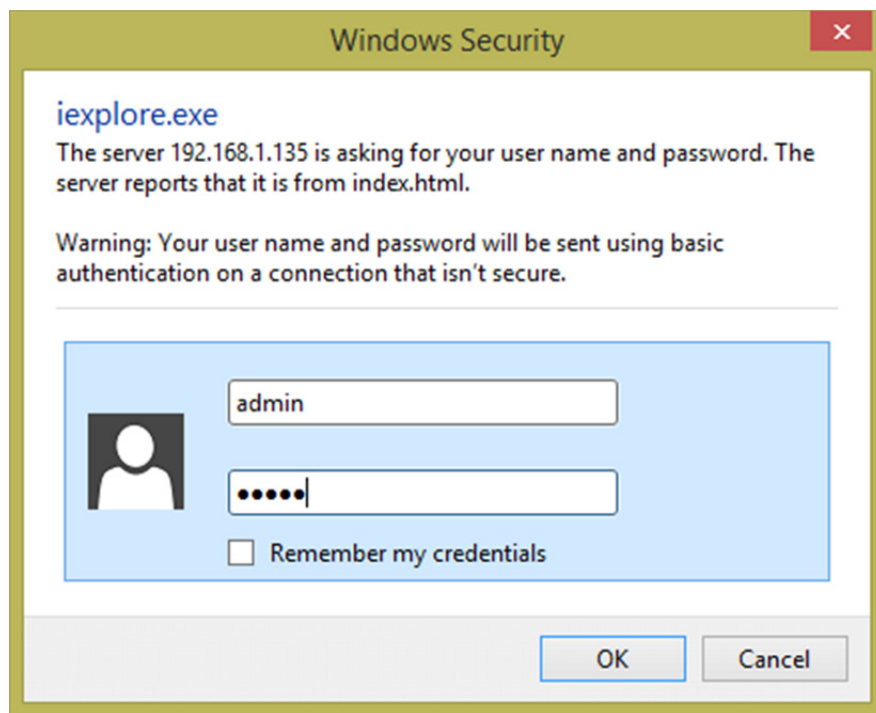 Windows Security
iexplore.exe
The server 192.168.1.135 is asking for your user name and password. The
server reports that it is from index.html.
Warning: Your user name and password will be sent using basic
authentication on a connection that isn't secure.
admin
•••••
Remember my credentials
OK
Cancel